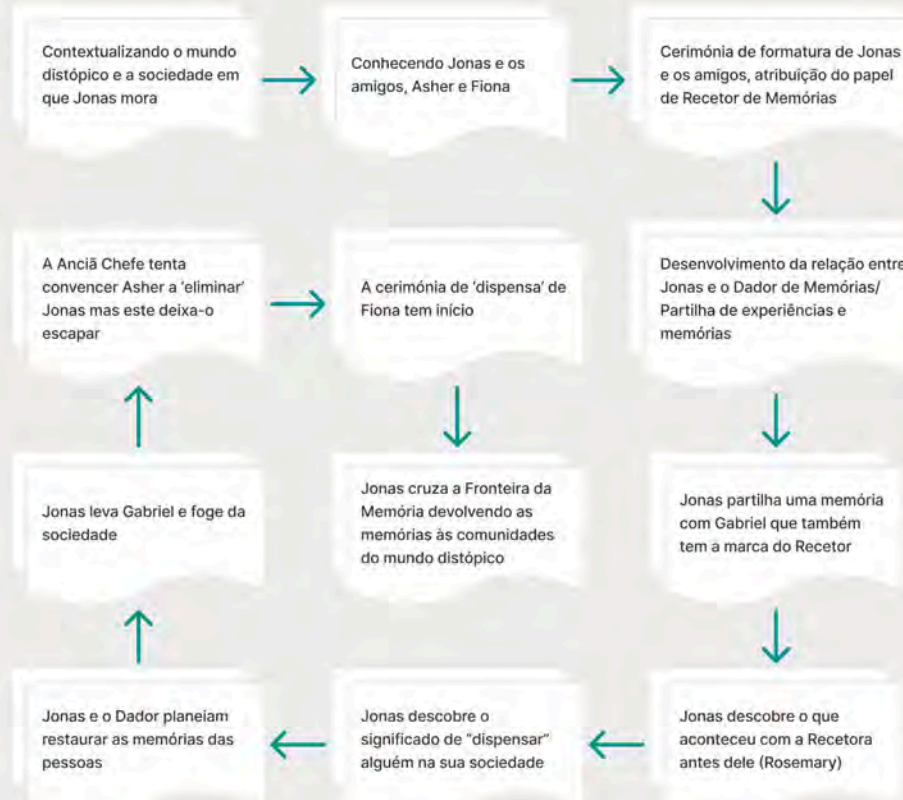 Contextualizando o mundo
distópico e a sociedade em
que Jonas mora
Conhecendo Jonas e os
amigos, Asher e Fiona
Cerimónia de formatura de Jonas
e os amigos, atribuição do papel
de Recetor de Memórias
Desenvolvimento da relação entre
Jonas e o Dador de Memórias/
Partilha de experiências e
memórias
Jonas partilha uma memória
com Gabriel que também
tem a marca do Recetor
Jonas descobre o que
aconteceu com a Recetora
antes dele (Rosemary)
Jonas descobre o
significado de “dispensar”
alguém na sua sociedade
Jonas e o Dador planeiam
restaurar as memórias das
pessoas
Jonas leva Gabriel e foge da
sociedade
A Anciã Chefe tenta
convencer Asher a ‘eliminar’
Jonas mas este deixa-o
escapar
A cerimónia de ‘dispensa’ de
Fiona tem início
Jonas cruza a Fronteira da
Memória devolvendo as
memórias às comunidades
do mundo distópico